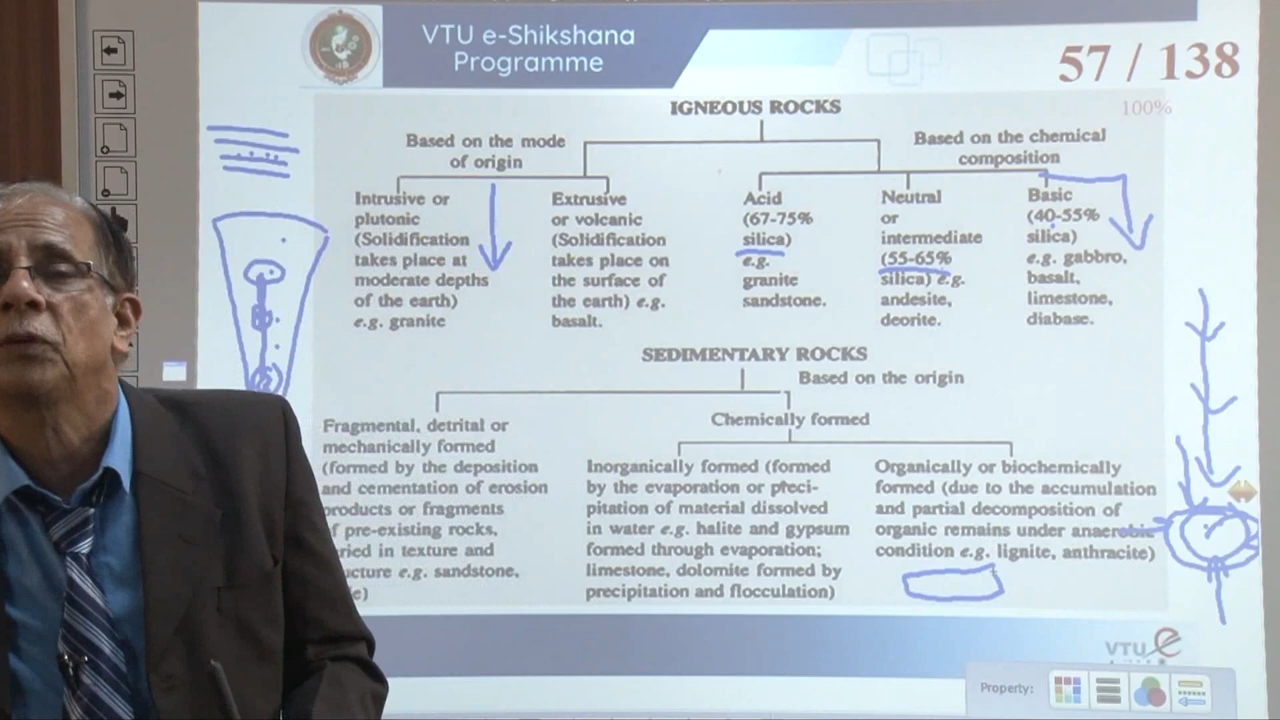 VTU e-Shikshana
Programme
57 / 138
100%
IGNEOUS ROCKS
Based on the mode
of origin
Based on the chemical
composition
Intrusive or
plutonic
(Solidification
takes place at
moderate depths
of the earth)
e.g. granite
Extrusive
or volcanic
(Solidification
takes place on
the surface of
the earth) e.g.
basalt.
Acid
(67-75%
silica)
e.g.
granite
sandstone.
Neutral
or
intermediate
(55-65%
silica) e.g.
andesite,
deorite.
Basic
(40-55%
silica)
e.g. gabbro,
basalt,
limestone,
diabase.
SEDIMENTARY ROCKS
Based on the origin
Fragmental, detrital or
mechanically formed
(formed by the deposition
and cementation of erosion
products or fragments
of pre-existing rocks,
in texture and
e.g. sandstone,
Chemically formed
Inorganically formed (formed
by the evaporation or preci-
pitation of material dissolved
in water e.g. halite and gypsum
formed through evaporation;
limestone, dolomite formed by
precipitation and flocculation)
Organically or biochemically
formed (due to the accumulation
and partial decomposition of
organic remains under anaerobic
condition e.g. lignite, anthracite)
VTU e
Property: